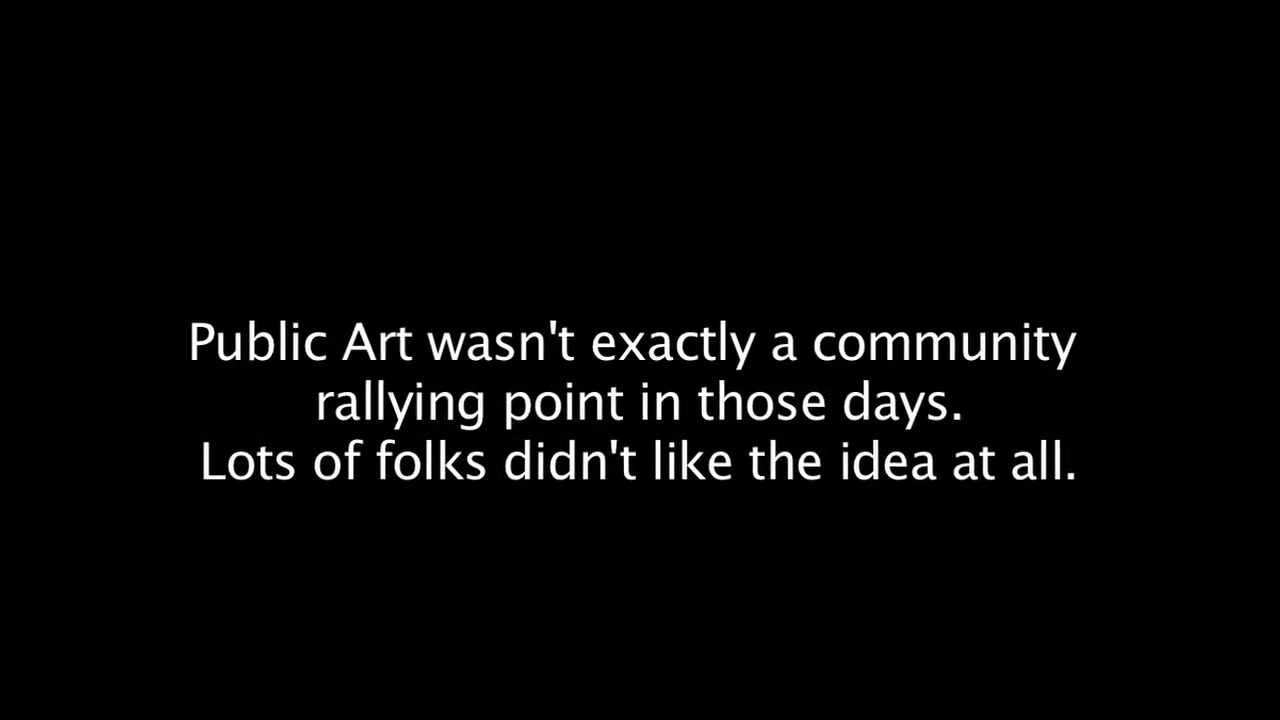 Public Art wasn't exactly a community
rallying point in those days.
Lots of folks didn't like the idea at all.